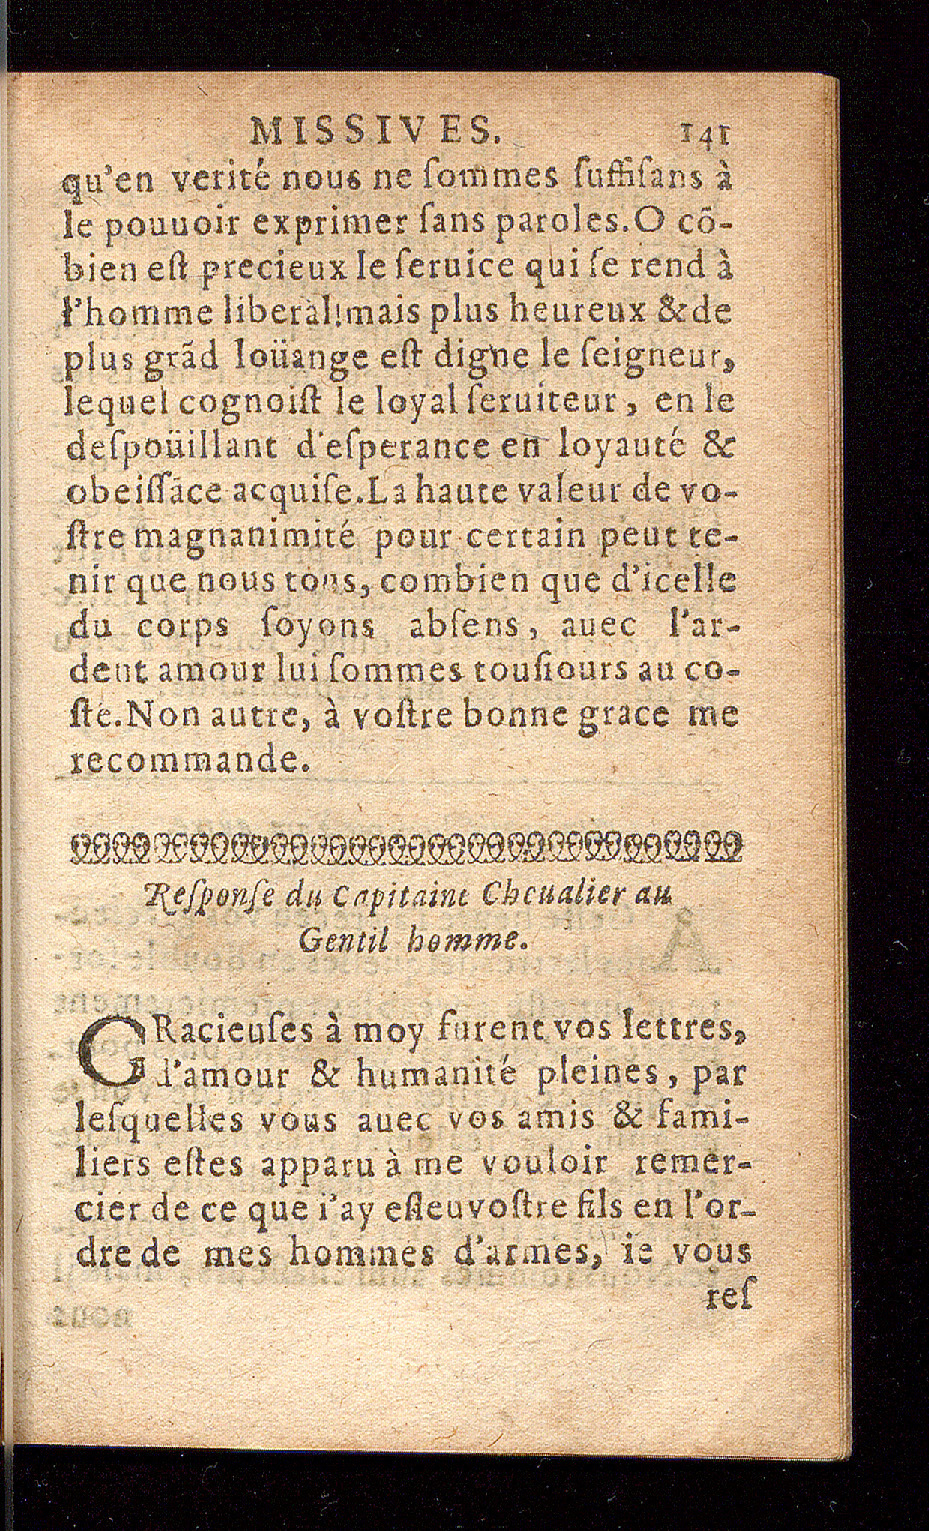 MISSIVES. 141
qu'en verité nous ne ſommes ſuffiſans à
le pouuoir exprimer ſans paroles. O cõ-
bien eſt precieux le ſeruice qui ſe rend à
l'homme liberal! mais plus heureux & de
plus grãd loüange eſt digne le ſeigneur,
lequel cognoiſt le loyal ſeruiteur, en le
deſpoüillant d'eſperance en loyauté &
obeiſſãce acquiſe. La haute valeur de vo-
ſtre magnanimité pour certain peut te-
nir que nous tous, combien que d'icelle
du corps ſoyons abſens, auec l'ar-
dent amour lui ſommes touſiours au co-
ſte. Non autre, à voſtre bonne grace me
recommande.
Reſponſe du Capitaine Cheualier au
Gentil homme.
GRacieuſes à moy furent vos lettres,
d'amour & humanité pleines, par
leſquelles vous auec vos amis & fami-
liers eſtes apparu à me vouloir remer-
cier de ce que i'ay eſleu voſtre fils en l'or-
dre de mes hommes d'armes, ie vous
reſ